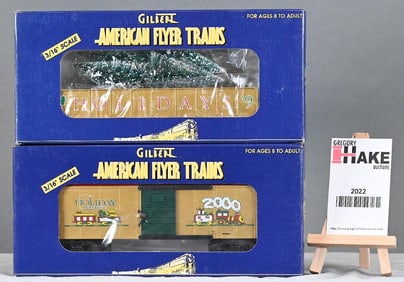 GILBERT
FOR AGES 8 TO ADULT
AMERICAN FLYER TRAINS
3/16" SCALE
HOLIDAY 9
GILBERT
FOR AGES 8 TO ADULT
AMERICAN FLYER TRAINS
3/16" SCALE
HOLIDAY
2000
GREGORY
HAKE
auctions
2022